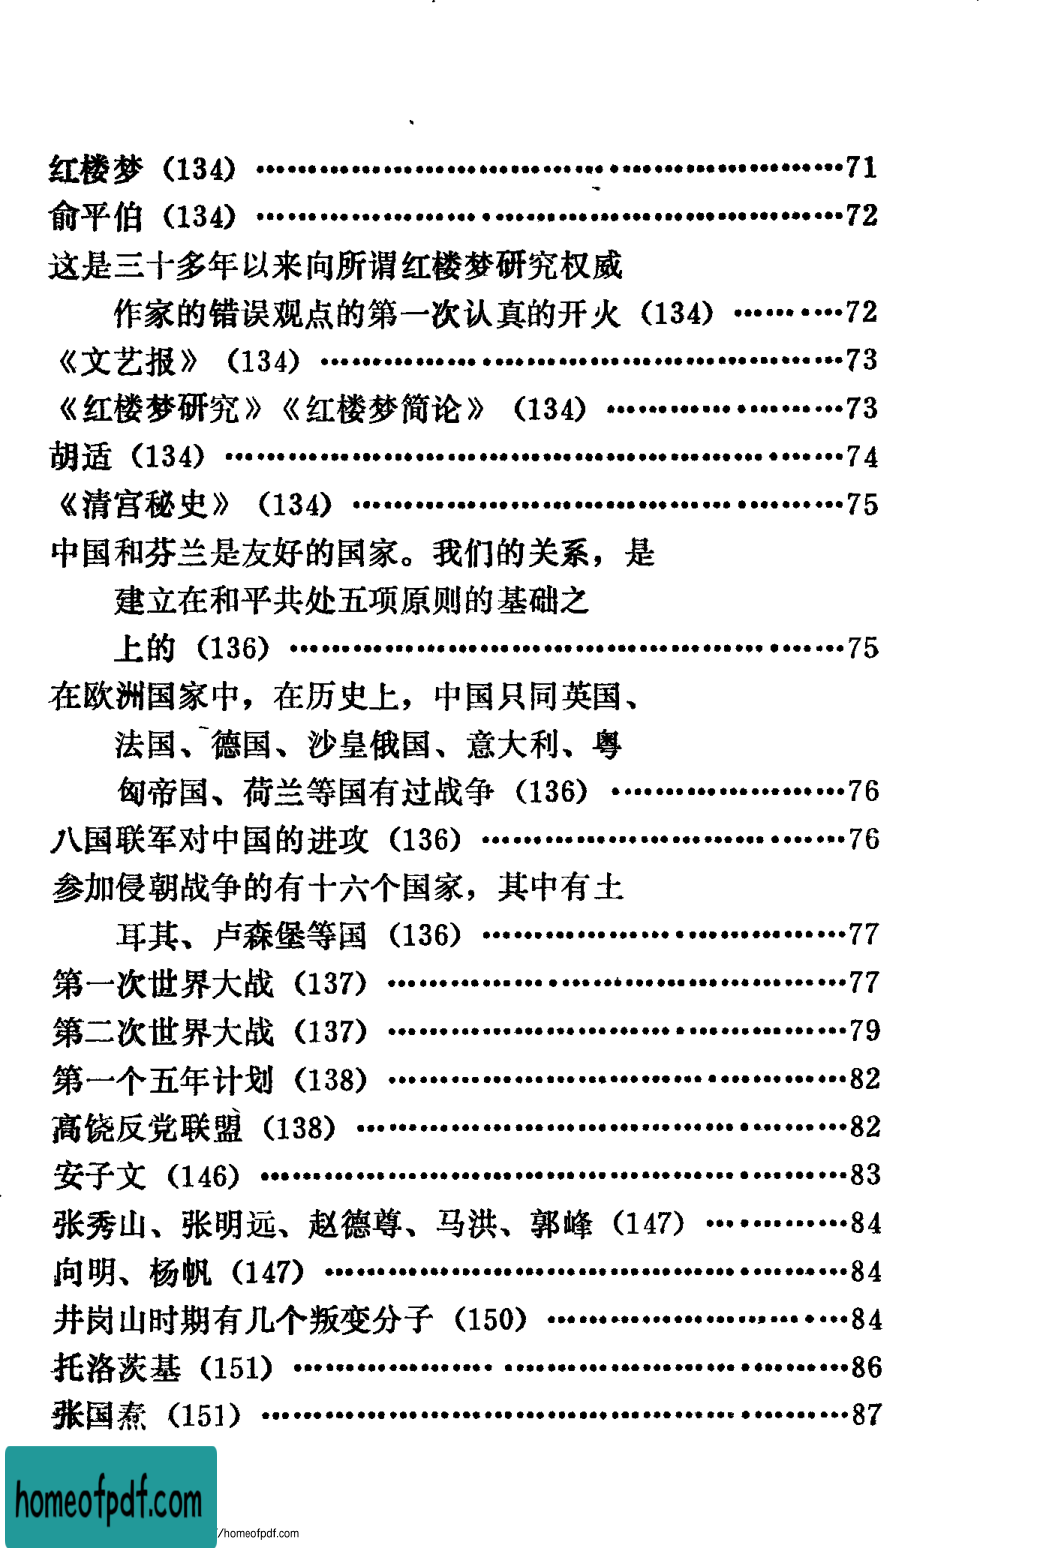 红楼梦（134）…………………………………………………71
俞平伯（134）…………………………………………………72
这是三十多年以来向所谓红楼梦研究权威
作家的错误观点的第一次认真的开火（134）…………72
《文艺报》（134）……………………………………………73
《红楼梦研究》《红楼梦简论》（134）……………………73
胡适（134）……………………………………………………74
《清宫秘史》（134）…………………………………………75
中国和芬兰是友好的国家。我们的关系，是
建立在和平共处五项原则的基础之
上的（136）………………………………………………75
在欧洲国家中，在历史上，中国只同英国、
法国、德国、沙皇俄国、意大利、粤
匈帝国、荷兰等国有过战争（136）……………………76
八国联军对中国的进攻（136）………………………………76
参加侵朝战争的有十六个国家，其中有土
耳其、卢森堡等国（136）………………………………77
第一次世界大战（137）………………………………………77
第二次世界大战（137）………………………………………79
第一个五年计划（138）………………………………………82
高饶反党联盟（138）…………………………………………82
安子文（146）…………………………………………………83
张秀山、张明远、赵德尊、马洪、郭峰（147）……………84
向明、杨帆（147）……………………………………………84
井岗山时期有几个叛变分子（150）…………………………84
托洛茨基（151）………………………………………………86
张国焘（151）…………………………………………………87
homeofpdf.com
/homeofpdf.com